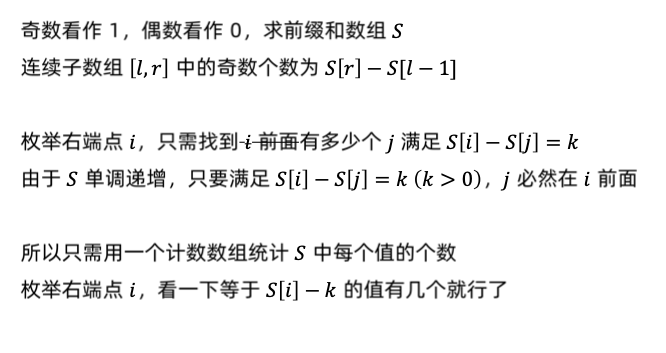 奇数看作 1，偶数看作 0，求前缀和数组 S
连续子数组 [l,r] 中的奇数个数为 S[r] − S[l − 1]
枚举右端点 i，只需找到 i 前面有多少个 j 满足 S[i] − S[j] = k
由于 S 单调递增，只要满足 S[i] − S[j] = k (k > 0)，j 必然在 i 前面
所以只需用一个计数数组统计 S 中每个值的个数
枚举右端点 i，看一下等于 S[i] − k 的值有几个就行了